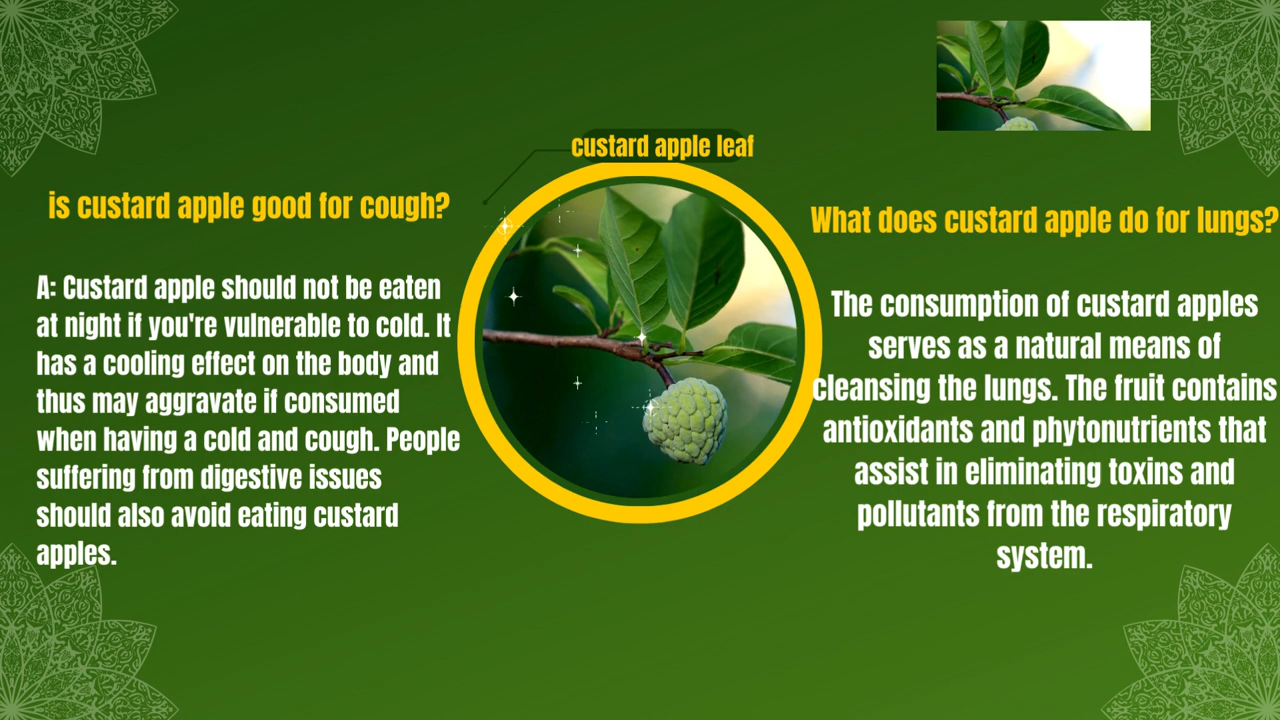 custard apple leaf
is custard apple good for cough?
A: Custard apple should not be eaten
at night if you're vulnerable to cold. It
has a cooling effect on the body and
thus may aggravate if consumed
when having a cold and cough. People
suffering from digestive issues
should also avoid eating custard
apples.
What does custard apple do for lungs?
The consumption of custard apples
serves as a natural means of
cleansing the lungs. The fruit contains
antioxidants and phytonutrients that
assist in eliminating toxins and
pollutants from the respiratory
system.